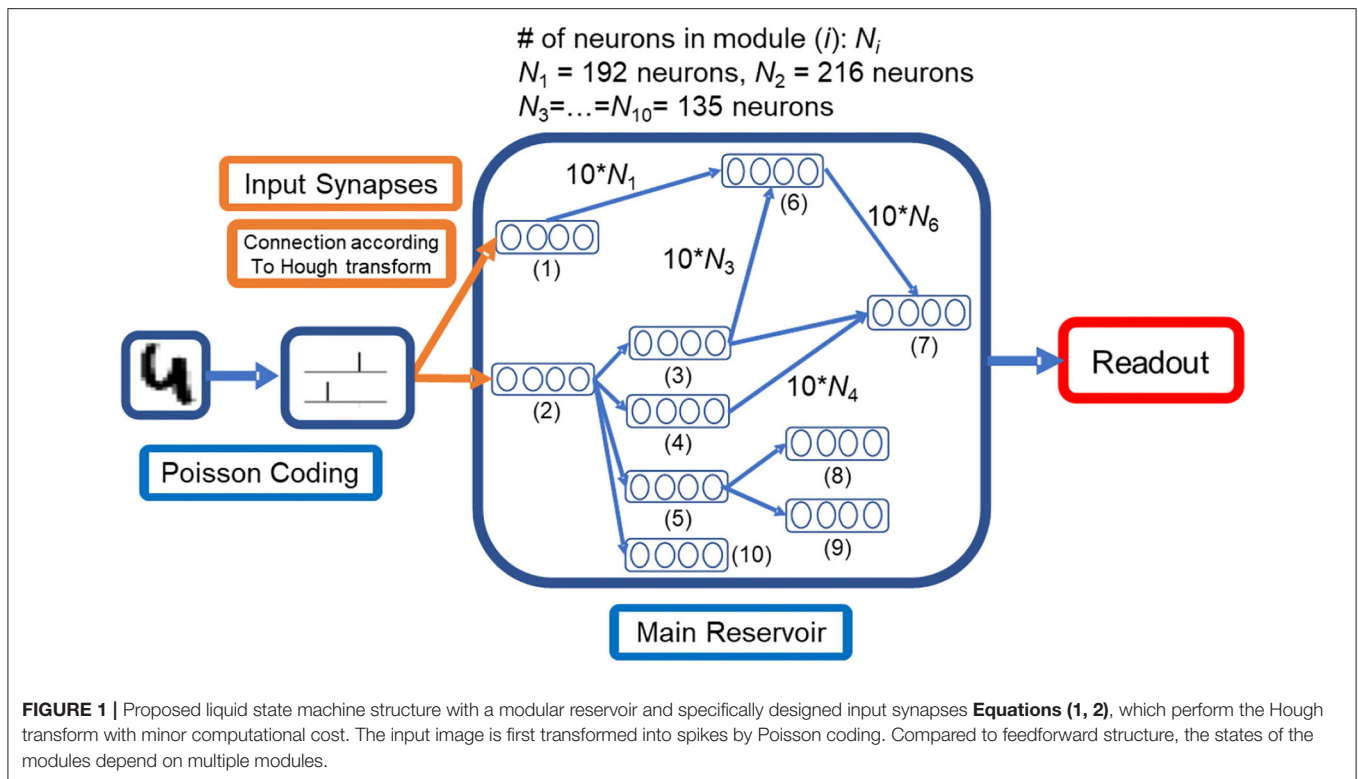 # of neurons in module (i): N₁
N₁ = 192 neurons, N₂ = 216 neurons
N₃=...=N₁₀= 135 neurons
Input Synapses
Connection according
To Hough transform
10*N₁
(6)
10*N₆
(1)
10*N₃
(7)
(3)
(2)
10*N₄
(4)
(8)
(5)
(9)
(10)
Poisson Coding
Readout
Main Reservoir
FIGURE 1 | Proposed liquid state machine structure with a modular reservoir and specifically designed input synapses Equations (1, 2), which perform the Hough
transform with minor computational cost. The input image is first transformed into spikes by Poisson coding. Compared to feedforward structure, the states of the
modules depend on multiple modules.